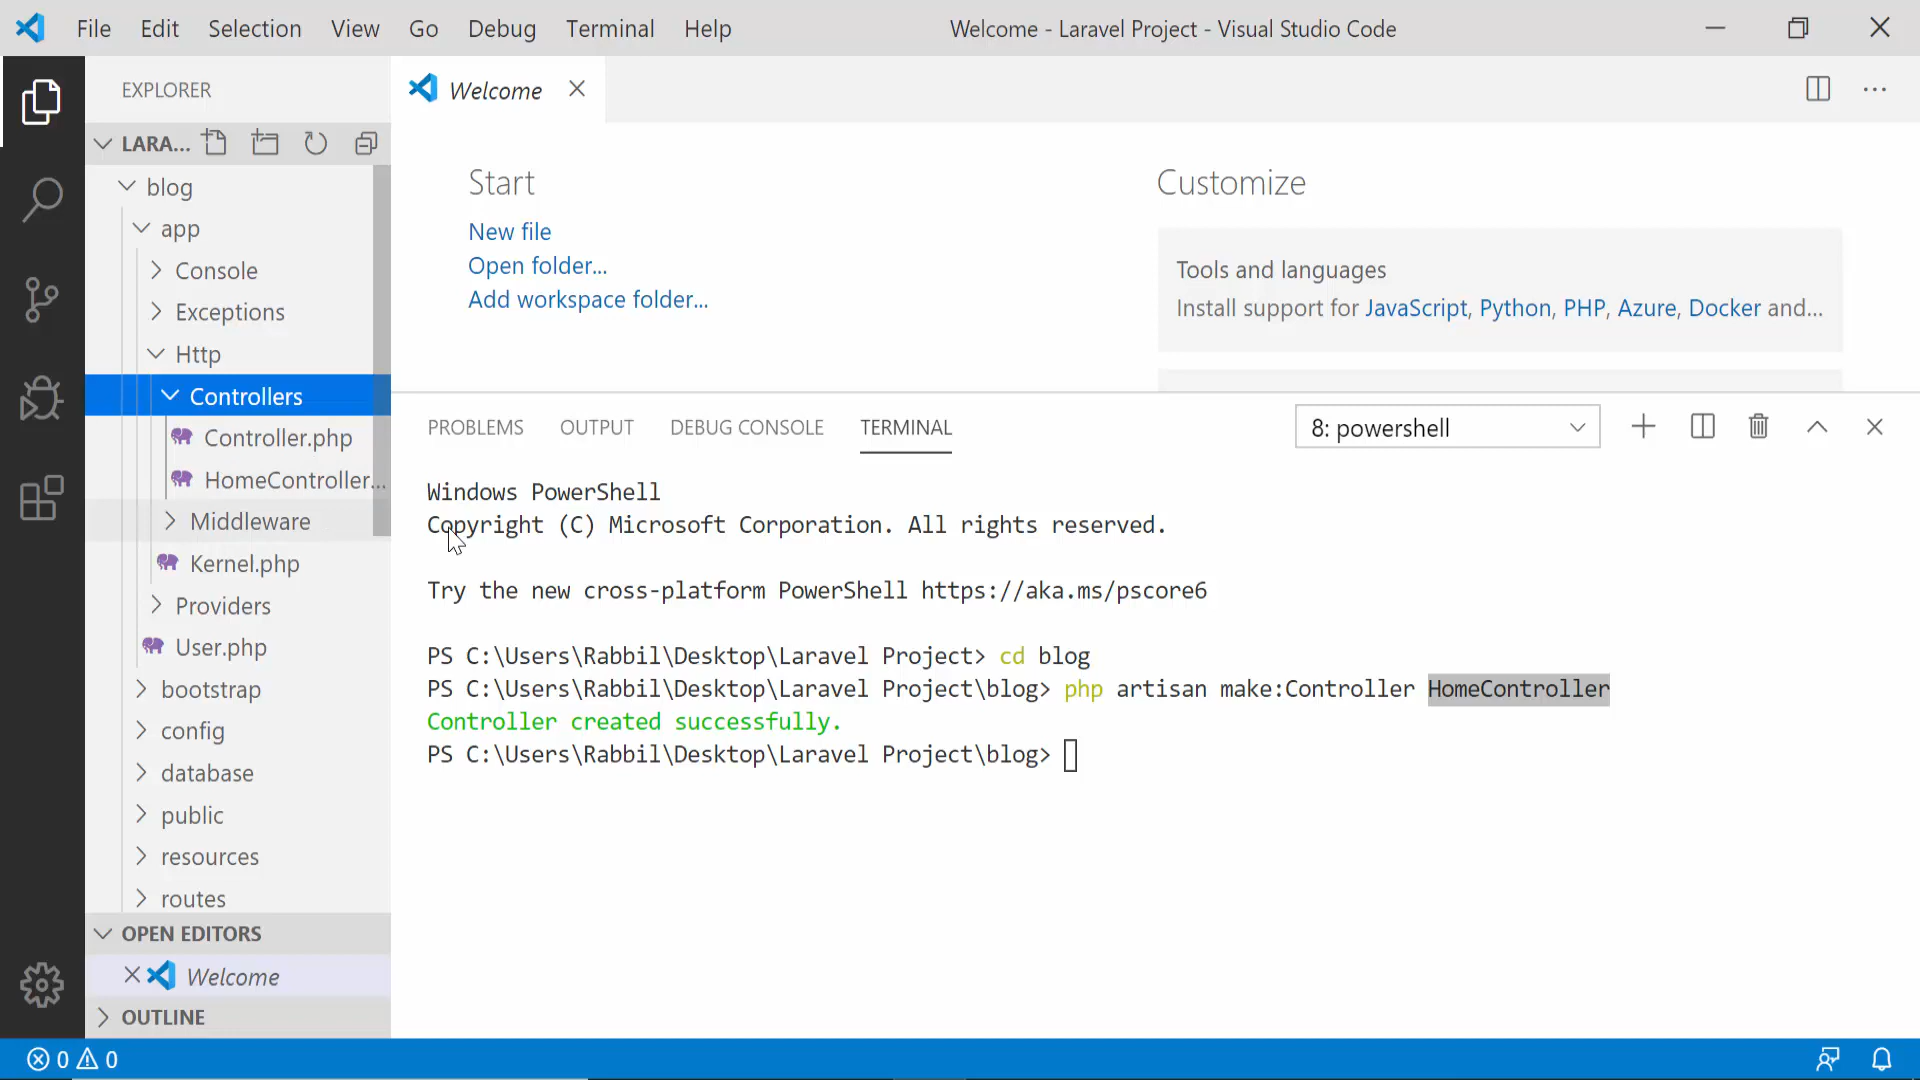 File Edit Selection View Go Debug Terminal Help
Welcome - Laravel Project - Visual Studio Code
EXPLORER
LARA...
blog
app
Console
Exceptions
Http
Controllers
Controller.php
HomeController...
Middleware
Kernel.php
Providers
User.php
bootstrap
config
database
public
resources
routes
OPEN EDITORS
Welcome
OUTLINE
Welcome
Start
New file
Open folder...
Add workspace folder...
Customize
Tools and languages
Install support for JavaScript, Python, PHP, Azure, Docker and...
PROBLEMS OUTPUT DEBUG CONSOLE TERMINAL
8: powershell
Windows PowerShell
Copyright (C) Microsoft Corporation. All rights reserved.
Try the new cross-platform PowerShell https://aka.ms/pscore6
PS C:\Users\Rabbil\Desktop\Laravel Project> cd blog
PS C:\Users\Rabbil\Desktop\Laravel Project\blog> php artisan make:Controller HomeController
Controller created successfully.
PS C:\Users\Rabbil\Desktop\Laravel Project\blog>
0 0